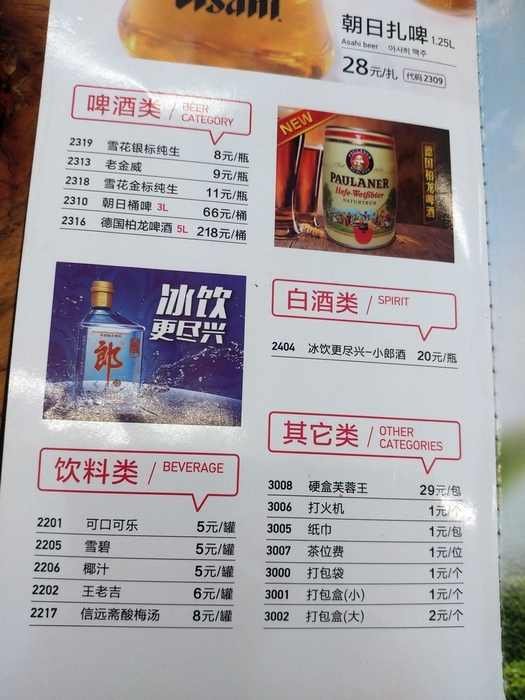 Asahi
朝日扎啤 1.25L
Asahi beer 아사히 맥주
28元/扎 代码 2309
啤酒类 / BEER CATEGORY
2319 雪花银标纯生 8元/瓶
2313 老金威 9元/瓶
2318 雪花金标纯生 11元/瓶
2310 朝日桶啤 3L 66元/桶
2316 德国柏龙啤酒 5L 218元/桶
NEW
PAULANER
Hefe-Weißbier
NATURTRÜB
德国柏龙啤酒
冰饮
更尽兴
郎
白酒类 / SPIRIT
2404 冰饮更尽兴-小郎酒 20元/瓶
饮料类 / BEVERAGE
2201 可口可乐 5元/罐
2205 雪碧 5元/罐
2206 椰汁 5元/罐
2202 王老吉 6元/罐
2217 信远斋酸梅汤 8元/罐
其它类 / OTHER CATEGORIES
3008 硬盒芙蓉王 29元/包
3006 打火机 1元/个
3005 纸巾 1元/包
3007 茶位费 1元/位
3000 打包袋 1元/个
3001 打包盒(小) 1元/个
3002 打包盒(大) 2元/个